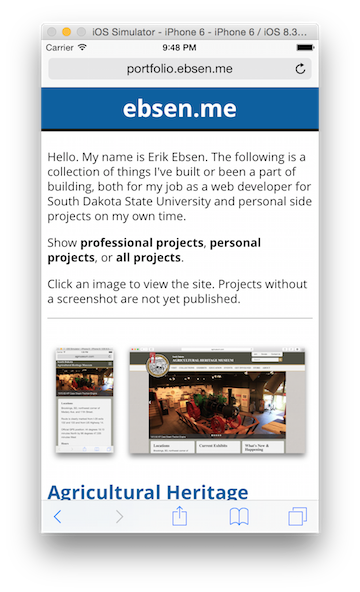 iOS Simulator - iPhone 6 - iPhone 6 / iOS 8.3...
Carrier 9:48 PM
portfolio.ebsen.me
ebsen.me
Hello. My name is Erik Ebsen. The following is a
collection of things I've built or been a part of
building, both for my job as a web developer for
South Dakota State University and personal side
projects on my own time.
Show professional projects, personal
projects, or all projects.
Click an image to view the site. Projects without
a screenshot are not yet published.
AGRICULTURAL HERITAGE MUSEUM
Locations
Current Exhibits
What's New &
Happening
Agricultural Heritage